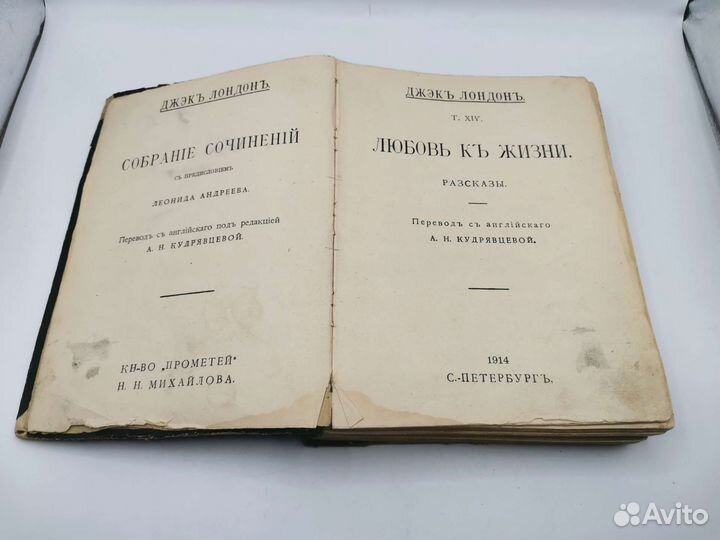 ДЖЭКЪ ЛОНДОНЪ.
СОБРАНІЕ СОЧИНЕНІЙ
съ предисловіемъ
ЛЕОНИДА АНДРЕЕВА.
Переводъ съ англійскаго подъ редакціей
А. Н. КУДРЯВЦЕВОЙ.
КН-ВО „ПРОМЕТЕЙ"
Н. Н. МИХАЙЛОВА.
ДЖЭКЪ ЛОНДОНЪ.
Т. XIV.
ЛЮБОВЬ КЪ ЖИЗНИ.
РАЗСКАЗЫ.
Переводъ съ англійскаго
А. Н. КУДРЯВЦЕВОЙ.
1914
С.-ПЕТЕРБУРГЪ.
Avito